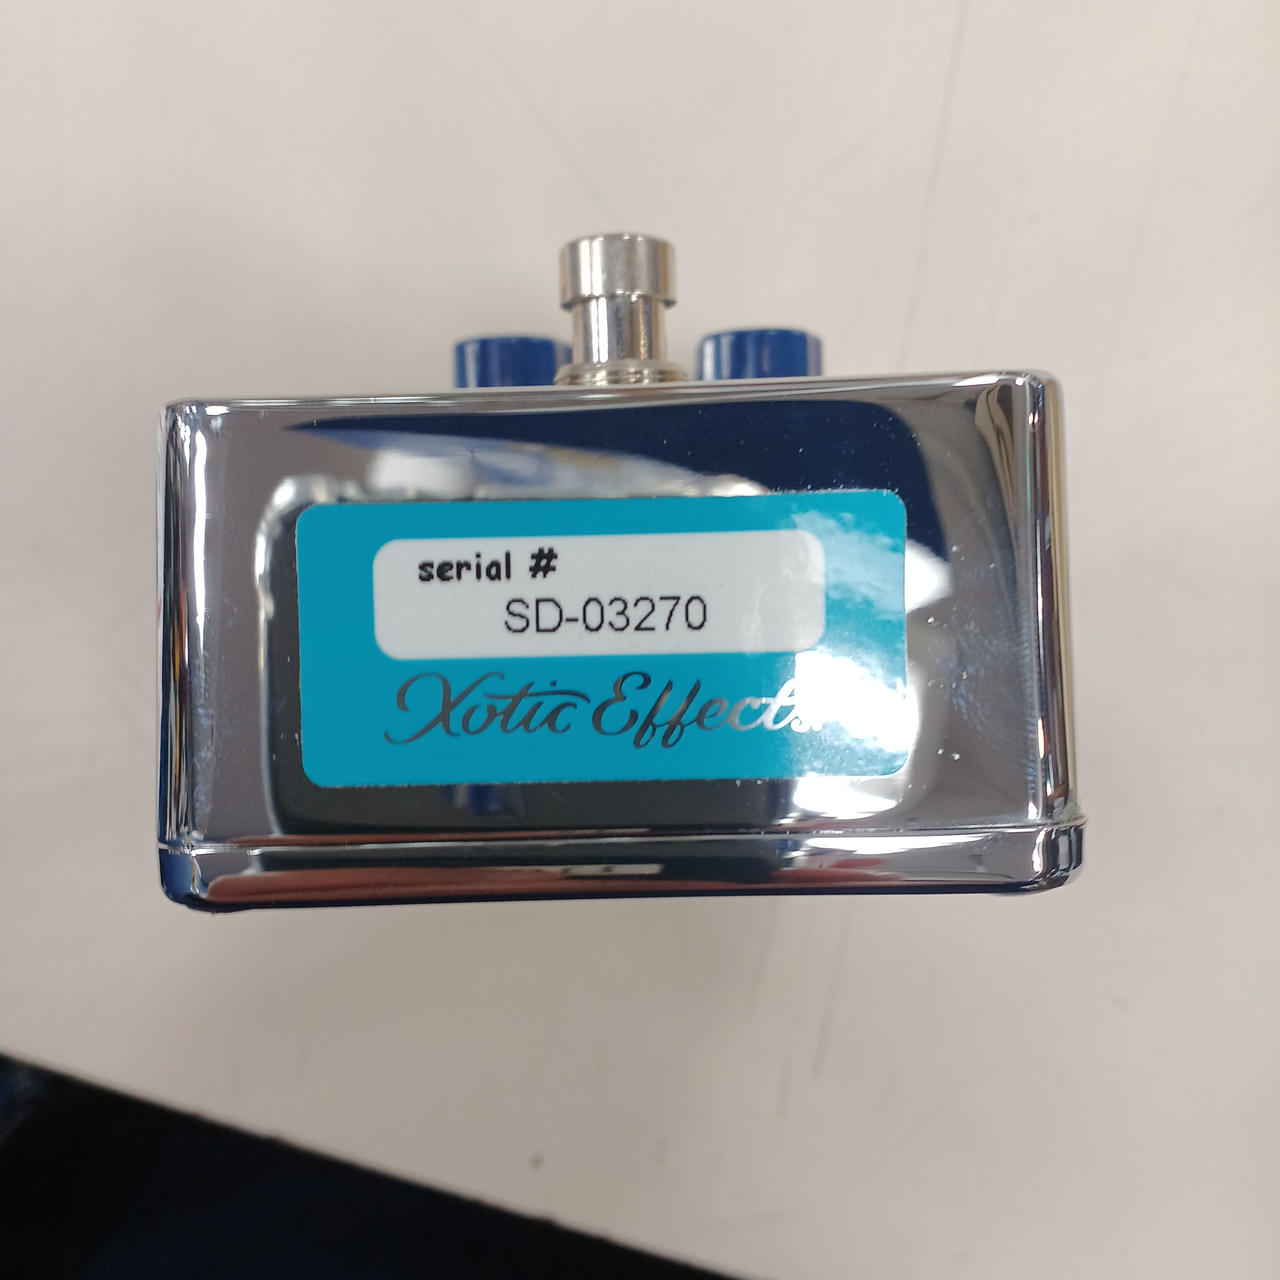 serial #
SD-03270
Xotic Effects